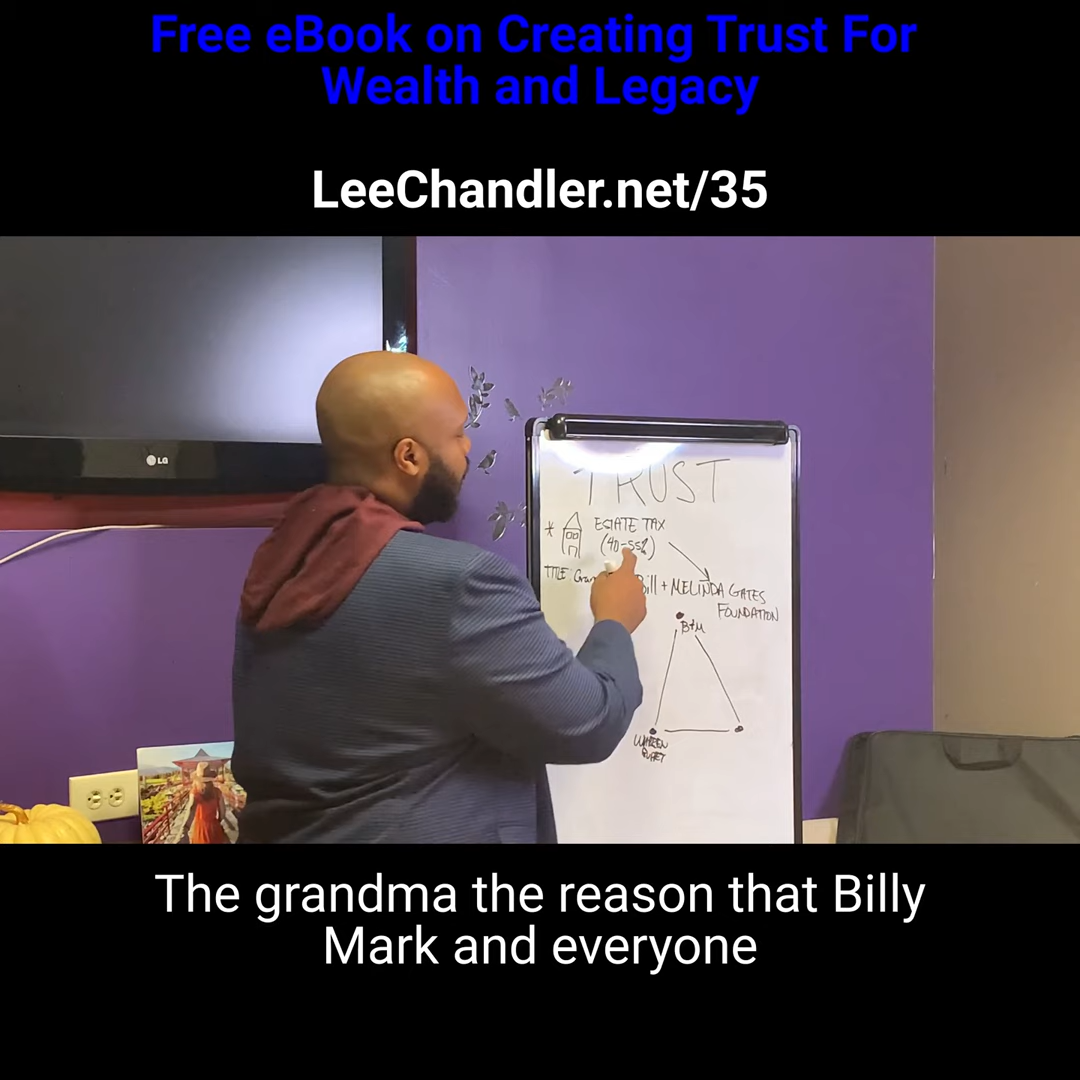 Free eBook on Creating Trust For
Wealth and Legacy
LeeChandler.net/35
LG
TRUST
* ESTATE TAX
(40-55%)
TITLE Bill + MELINDA GATES
FOUNDATION
B+M
The grandma the reason that Billy
Mark and everyone